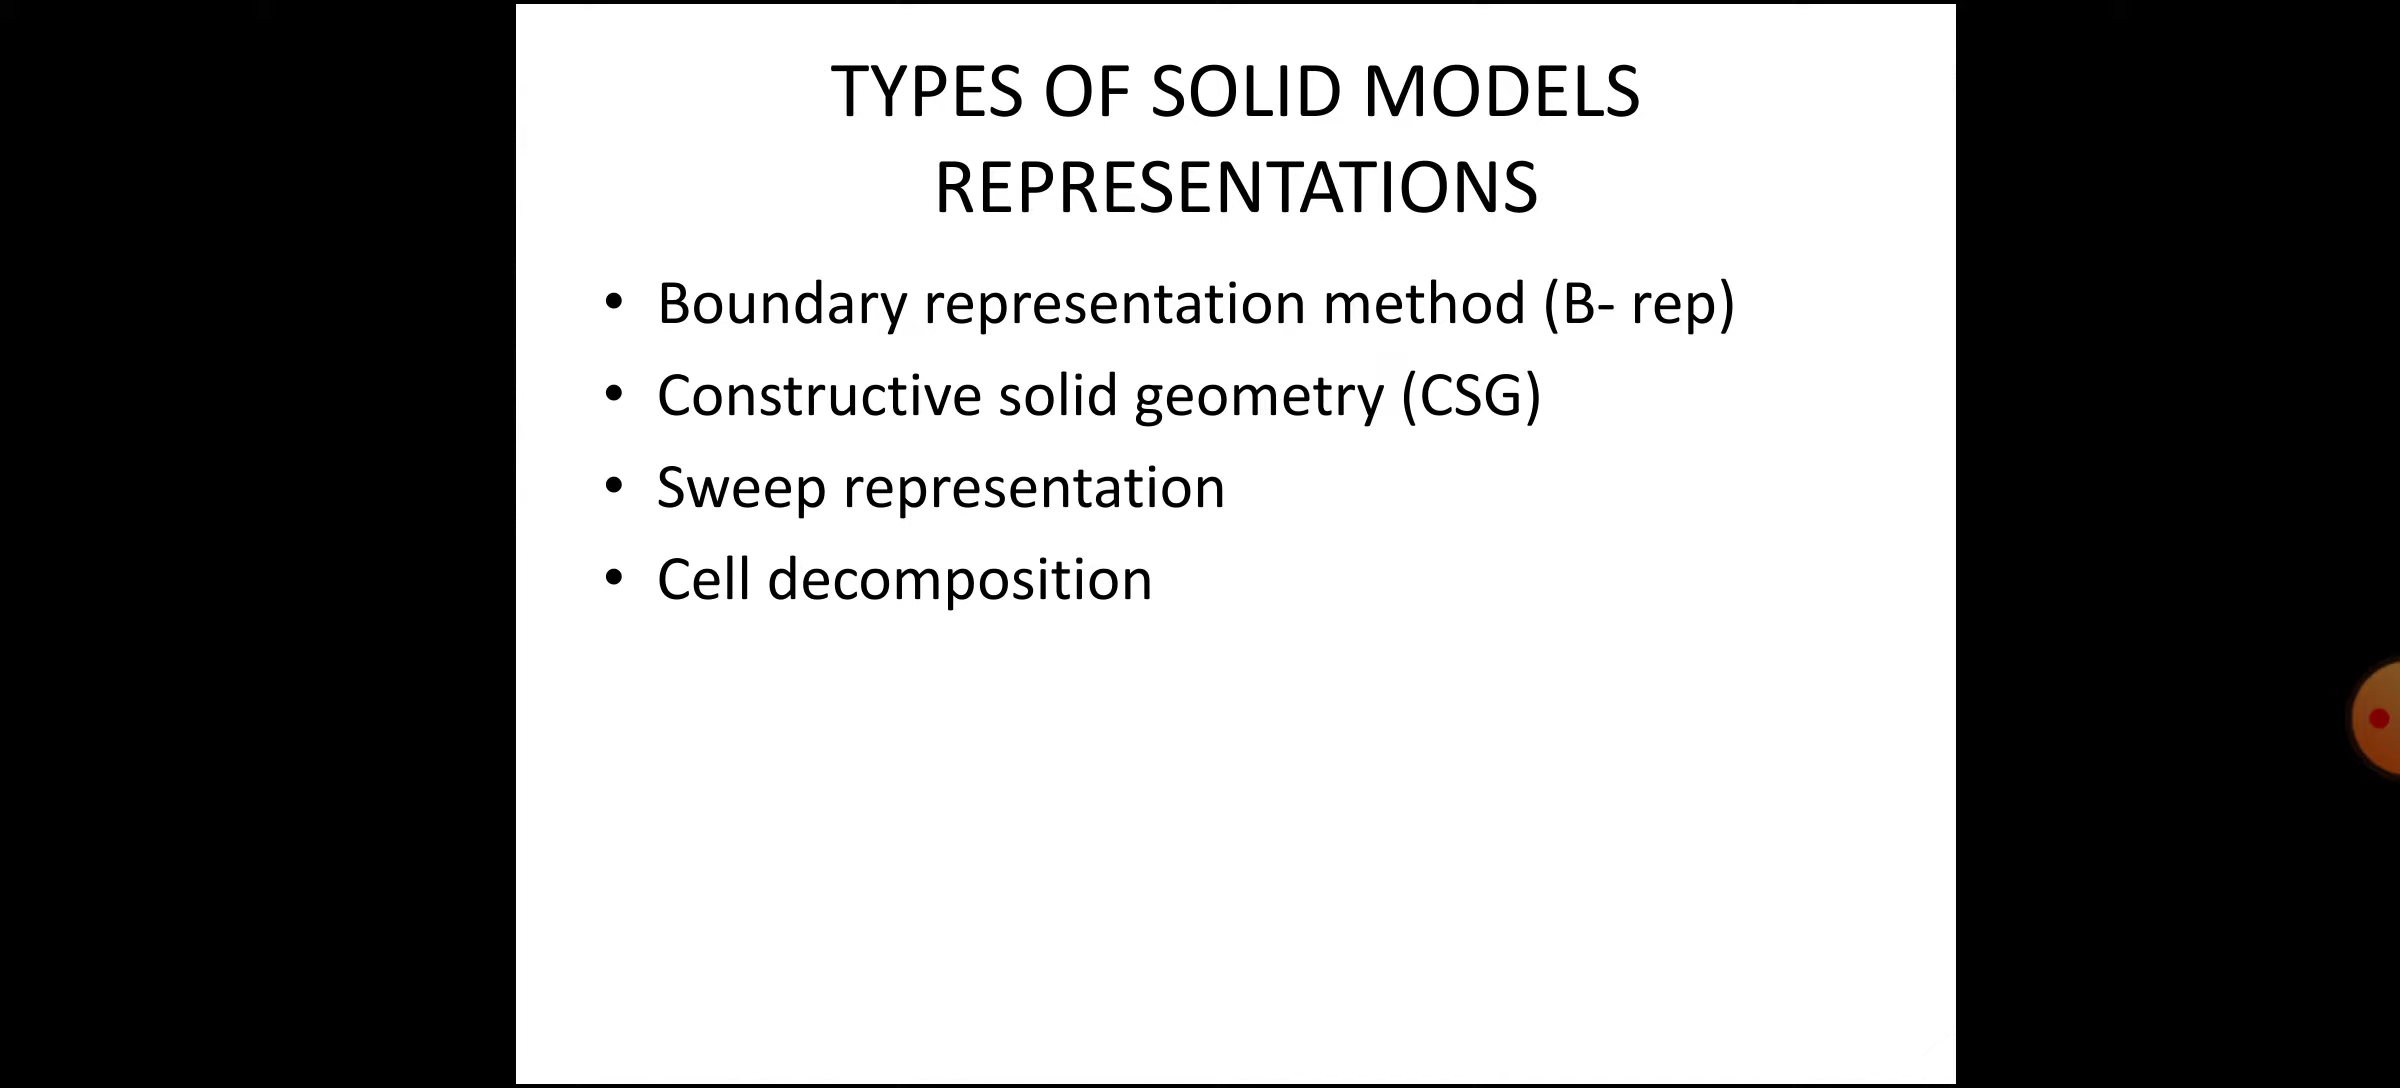 TYPES OF SOLID MODELS
REPRESENTATIONS
• Boundary representation method (B- rep)
• Constructive solid geometry (CSG)
• Sweep representation
• Cell decomposition